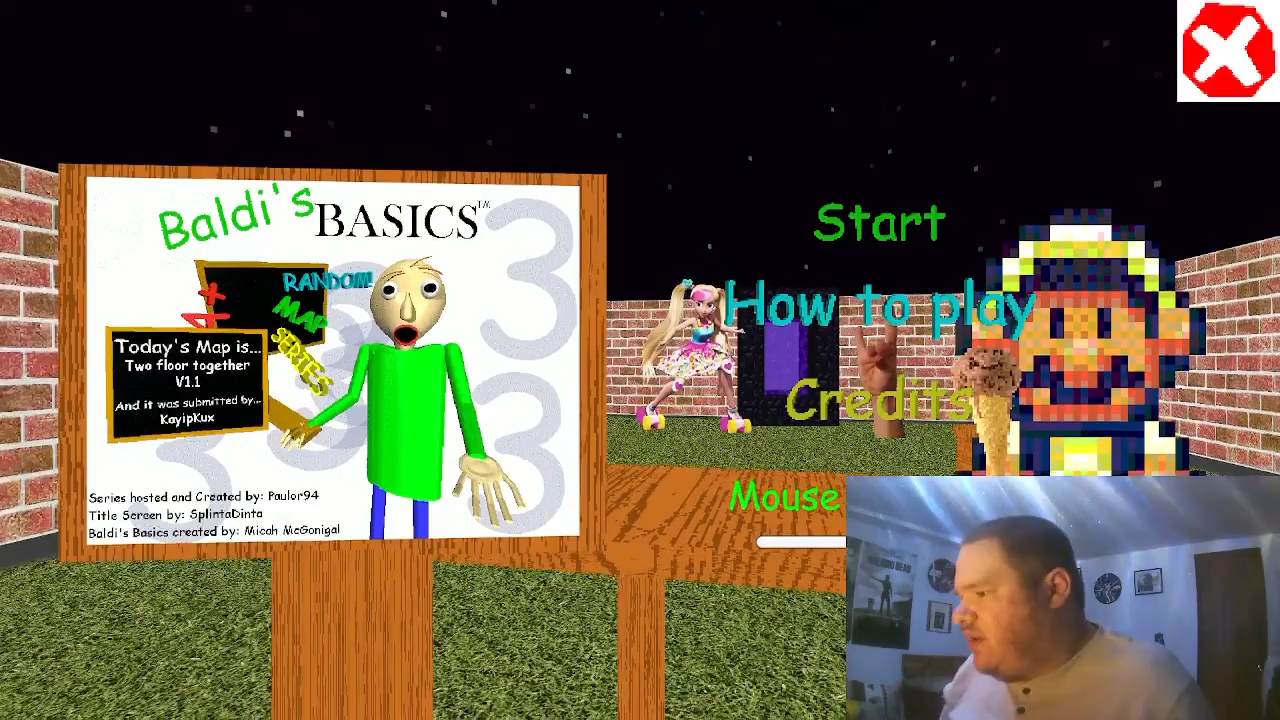 Baldi's BASICS™
RANDOM!
MAP
SERIES
Today's Map is...
Two floor together
V1.1
And it was submitted by...
KayipKux
Series hosted and Created by: Paulor94
Title Screen by: SplintaDinta
Baldi's Basics created by: Micah McGonigal
Start
How to play
Credits
Mouse
WALKING DEAD